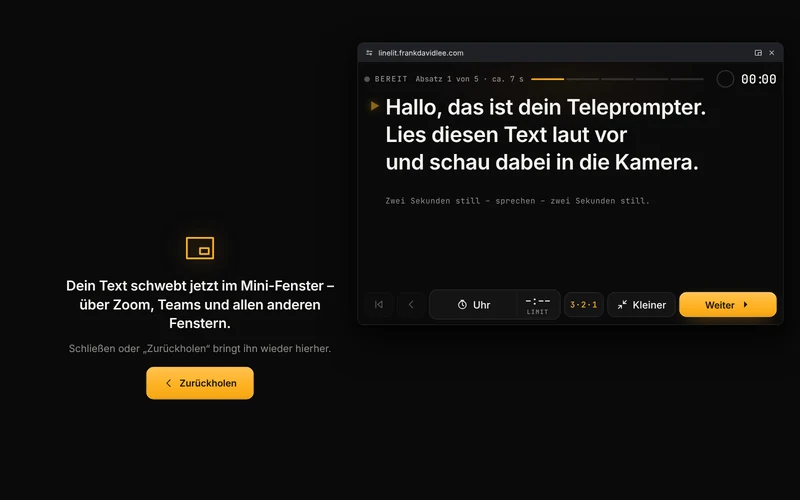 linelit.frankdavidlee.com
BEREIT Absatz 1 von 5 · ca. 7 s
00:00
Hallo, das ist dein Teleprompter.
Lies diesen Text laut vor
und schau dabei in die Kamera.
Zwei Sekunden still – sprechen – zwei Sekunden still.
Uhr
-:--
LIMIT
3·2·1
Kleiner
Weiter
Dein Text schwebt jetzt im Mini-Fenster –
über Zoom, Teams und allen anderen
Fenstern.
Schließen oder „Zurückholen“ bringt ihn wieder hierher.
Zurückholen